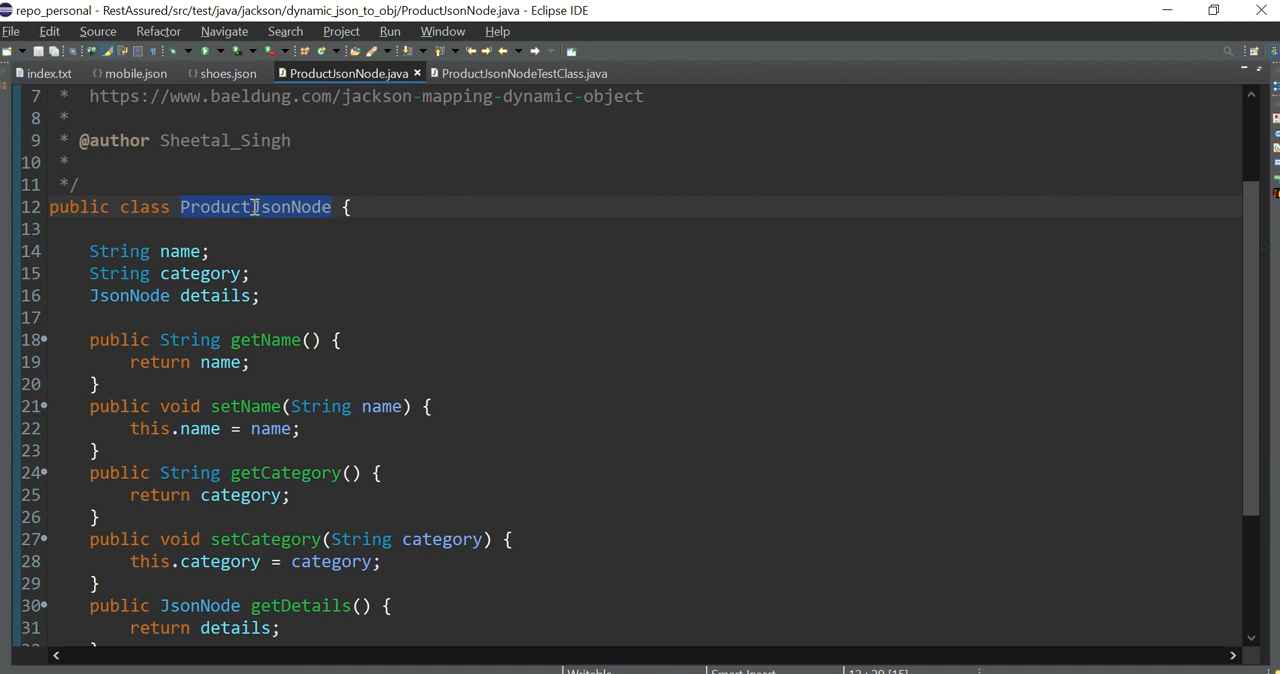 repo_personal - RestAssured/src/test/java/jackson/dynamic_json_to_obj/ProductJsonNode.java - Eclipse IDE
File Edit Source Refactor Navigate Search Project Run Window Help
index.txt mobile.json shoes.json ProductJsonNode.java ProductJsonNodeTestClass.java
7 * https://www.baeldung.com/jackson-mapping-dynamic-object
8 *
9 * @author Sheetal_Singh
10 *
11 */
12 public class ProductJsonNode {
13
14 String name;
15 String category;
16 JsonNode details;
17
18 public String getName() {
19 return name;
20 }
21 public void setName(String name) {
22 this.name = name;
23 }
24 public String getCategory() {
25 return category;
26 }
27 public void setCategory(String category) {
28 this.category = category;
29 }
30 public JsonNode getDetails() {
31 return details;
Writable Smart Insert 12 : 29 [15]